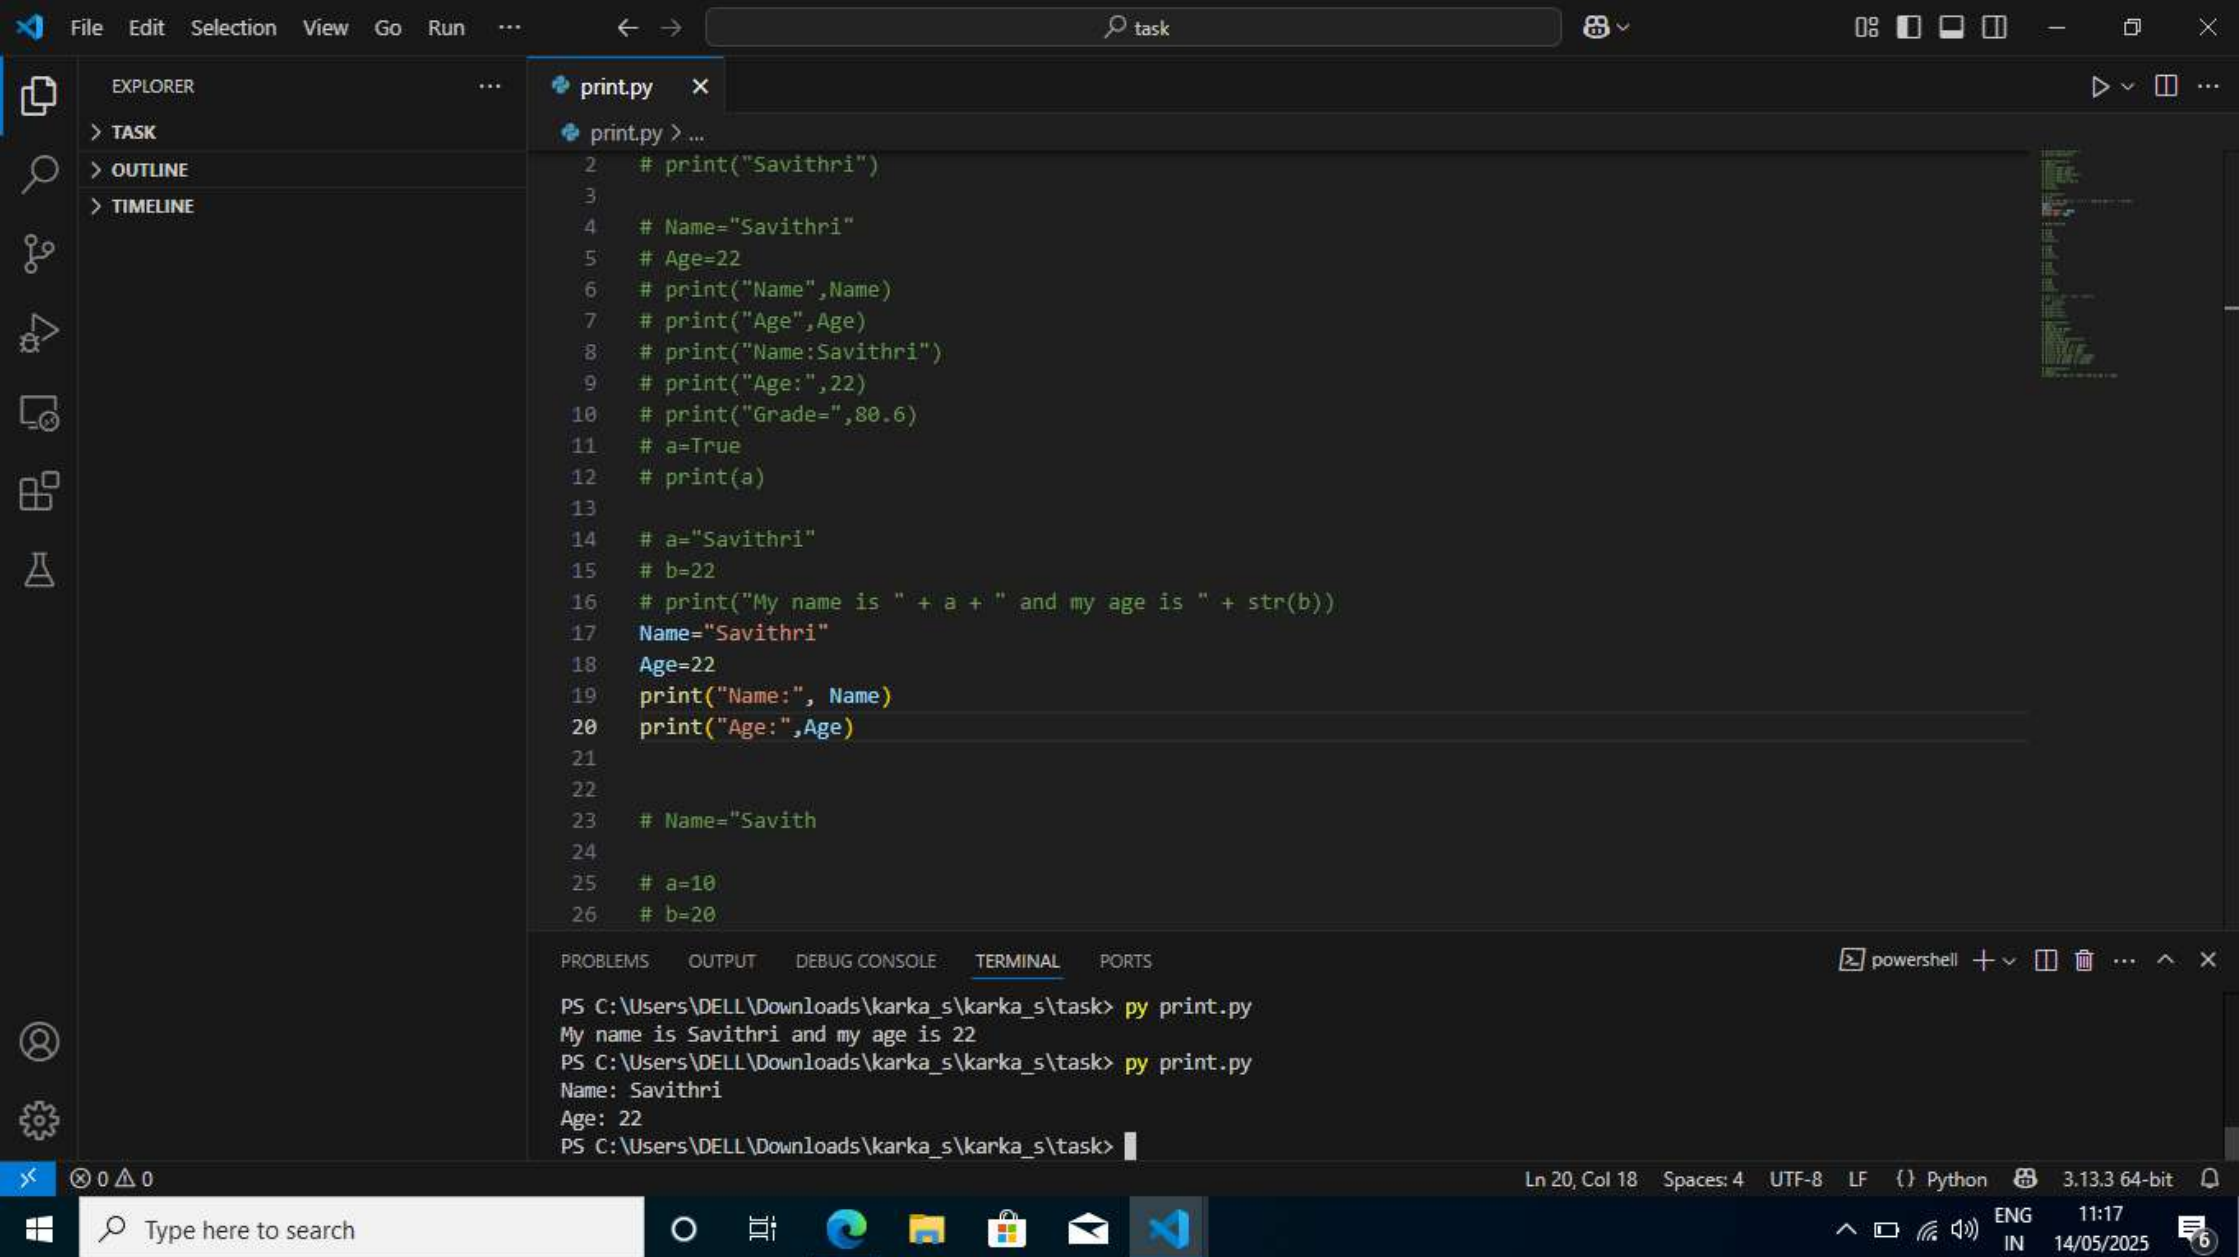 File Edit Selection View Go Run ...
task
EXPLORER ...
TASK
OUTLINE
TIMELINE
print.py
print.py > ...
2 # print("Savithri")
3
4 # Name="Savithri"
5 # Age=22
6 # print("Name",Name)
7 # print("Age",Age)
8 # print("Name:Savithri")
9 # print("Age:",22)
10 # print("Grade=",80.6)
11 # a=True
12 # print(a)
13
14 # a="Savithri"
15 # b=22
16 # print("My name is " + a + " and my age is " + str(b))
17 Name="Savithri"
18 Age=22
19 print("Name:", Name)
20 print("Age:",Age)
21
22
23 # Name="Savith
24
25 # a=10
26 # b=20
PROBLEMS OUTPUT DEBUG CONSOLE TERMINAL PORTS
powershell
PS C:\Users\DELL\Downloads\karka_s\karka_s\task> py print.py
My name is Savithri and my age is 22
PS C:\Users\DELL\Downloads\karka_s\karka_s\task> py print.py
Name: Savithri
Age: 22
PS C:\Users\DELL\Downloads\karka_s\karka_s\task>
0 0 Ln 20, Col 18 Spaces: 4 UTF-8 LF {} Python 3.13.3 64-bit
Type here to search
ENG
IN
11:17
14/05/2025
6